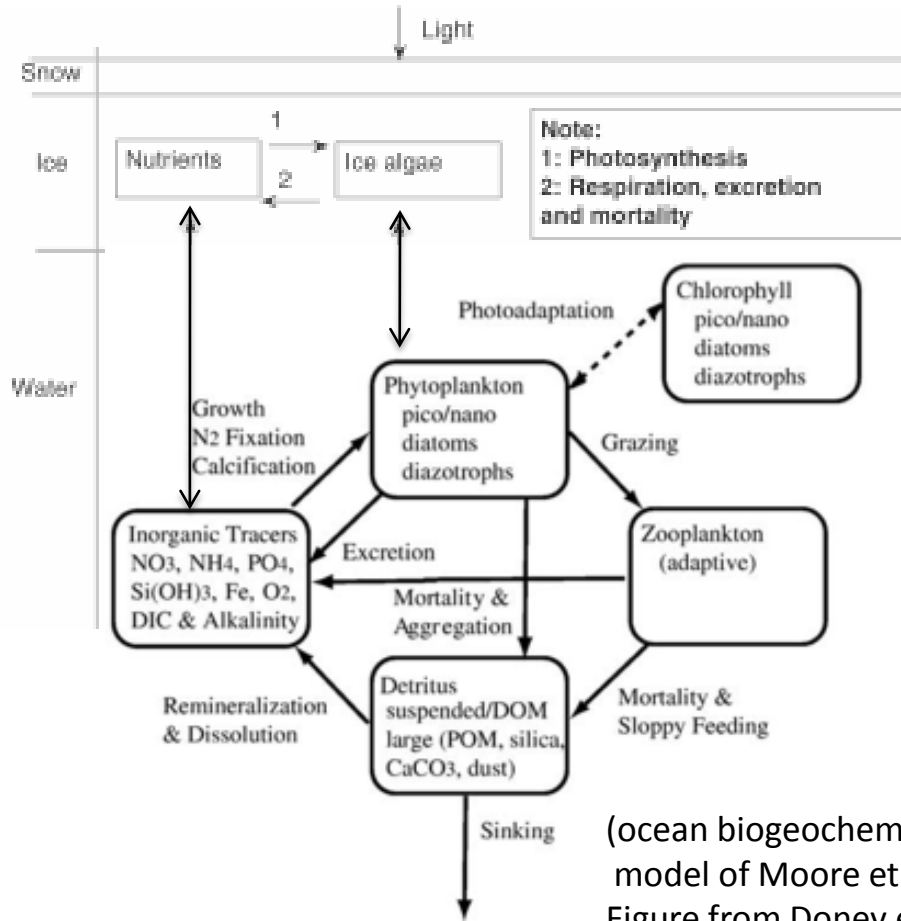 Light
Snow
Ice
Nutrients
1
2
Ice algae
Note:
1: Photosynthesis
2: Respiration, excretion
and mortality
Water
Photoadaptation
Chlorophyll
pico/nano
diatoms
diazotrophs
Phytoplankton
pico/nano
diatoms
diazotrophs
Growth
N2 Fixation
Calcification
Grazing
Inorganic Tracers
NO3, NH4, PO4,
Si(OH)3, Fe, O2,
DIC & Alkalinity
Excretion
Zooplankton
(adaptive)
Mortality &
Aggregation
Remineralization
& Dissolution
Detritus
suspended/DOM
large (POM, silica,
CaCO3, dust)
Mortality &
Sloppy Feeding
Sinking
(ocean biogeochem
model of Moore et
Figure from Doney